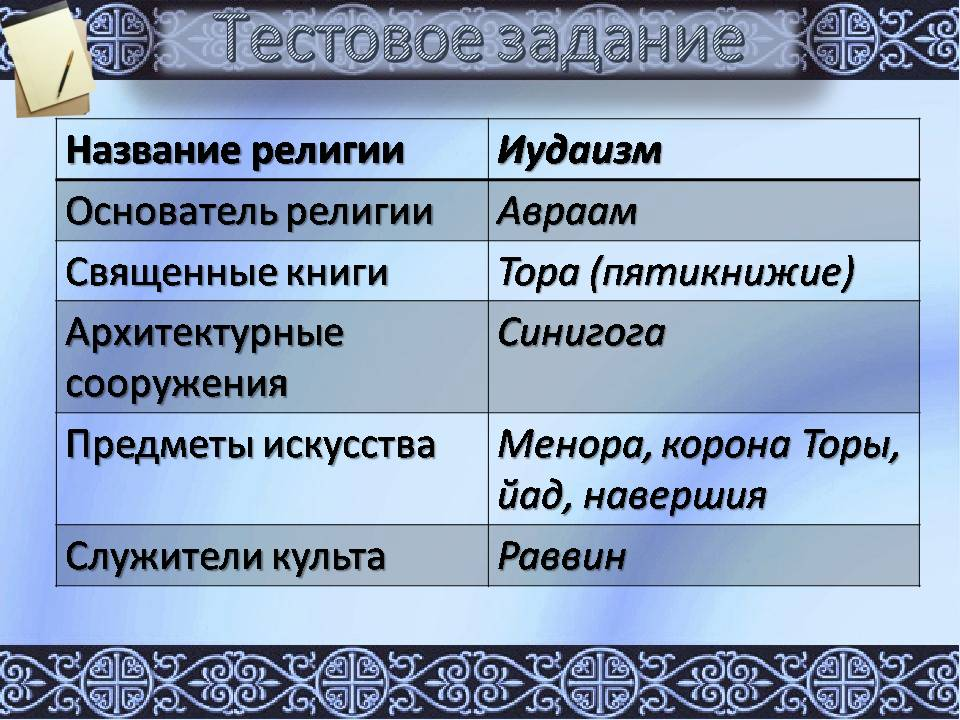 Тестовое задание
Название религии
Иудаизм
Основатель религии
Авраам
Священные книги
Тора (пятикнижие)
Архитектурные
сооружения
Синигога
Предметы искусства
Менора, корона Торы,
йад, навершия
Служители культа
Раввин